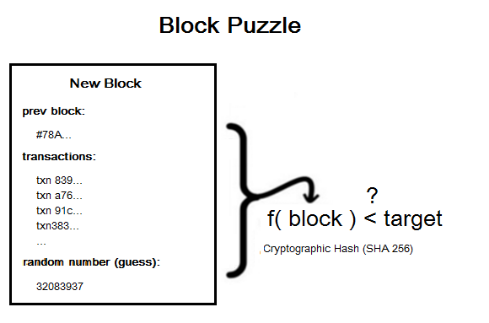 Block Puzzle
New Block
prev block:
#78A...
transactions:
txn 839...
txn a76...
txn 91c...
txn383...
...
random number (guess):
32083937
?
f( block ) < target
Cryptographic Hash (SHA 256)